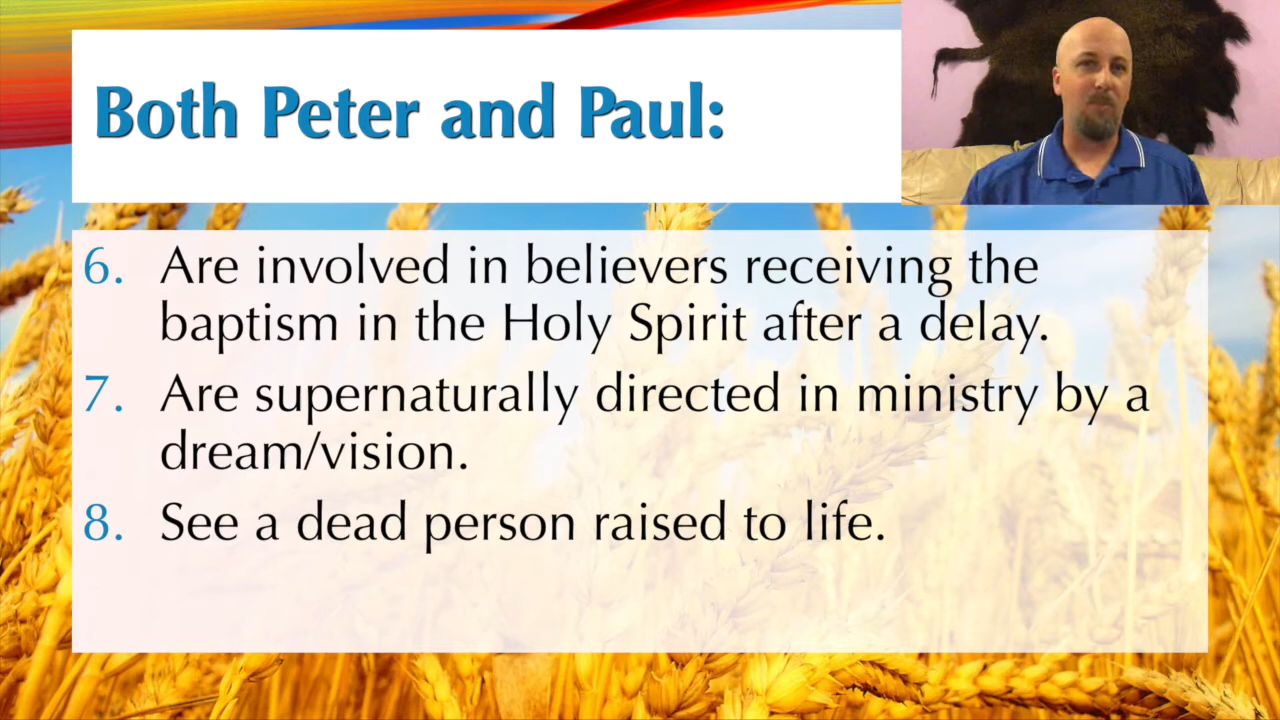 Both Peter and Paul:
6. Are involved in believers receiving the
baptism in the Holy Spirit after a delay.
7. Are supernaturally directed in ministry by a
dream/vision.
8. See a dead person raised to life.